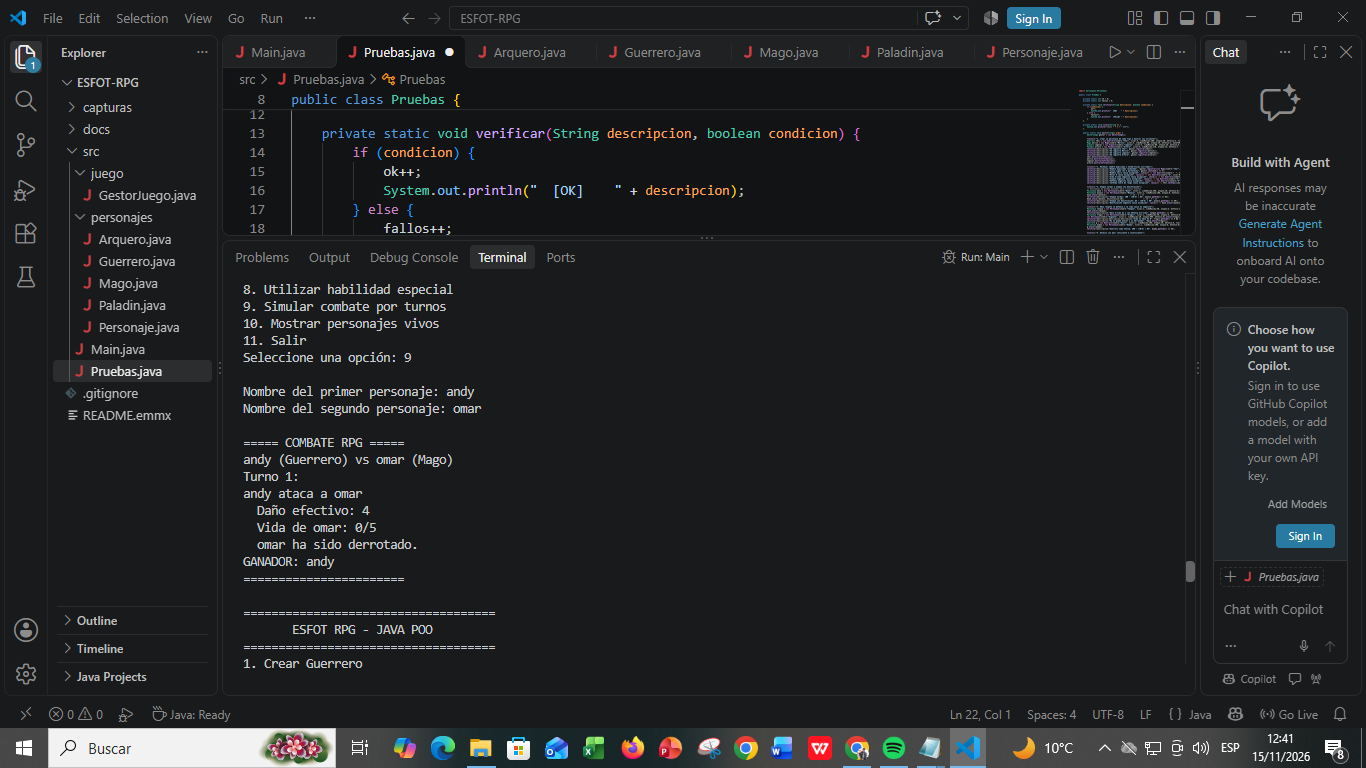 File Edit Selection View Go Run ···
ESFOT-RPG
Sign In
Explorer ···
ESFOT-RPG
capturas
docs
src
juego
GestorJuego.java
personajes
Arquero.java
Guerrero.java
Mago.java
Paladin.java
Personaje.java
Main.java
Pruebas.java
.gitignore
README.emmx
Outline
Timeline
Java Projects
1
Main.java Pruebas.java Arquero.java Guerrero.java Mago.java Paladin.java Personaje.java ···
src > Pruebas.java > Pruebas
8 public class Pruebas {
12
13 private static void verificar(String descripcion, boolean condicion) {
14 if (condicion) {
15 ok++;
16 System.out.println("  [OK]    " + descripcion);
17 } else {
18 fallos++;
Problems Output Debug Console Terminal Ports
Run: Main
8. Utilizar habilidad especial
9. Simular combate por turnos
10. Mostrar personajes vivos
11. Salir
Seleccione una opción: 9
Nombre del primer personaje: andy
Nombre del segundo personaje: omar
===== COMBATE RPG =====
andy (Guerrero) vs omar (Mago)
Turno 1:
andy ataca a omar
  Daño efectivo: 4
  Vida de omar: 0/5
  omar ha sido derrotado.
GANADOR: andy
=======================
====================================
       ESFOT RPG - JAVA POO
====================================
1. Crear Guerrero
Chat ···
Build with Agent
AI responses may
be inaccurate
Generate Agent
Instructions to
onboard AI onto
your codebase.
Choose how
you want to use
Copilot.
Sign in to use
GitHub Copilot
models, or add
a model with
your own API
key.
Add Models
Sign In
Pruebas.java
Chat with Copilot
···
Copilot
0 0 Java: Ready
Ln 22, Col 1 Spaces: 4 UTF-8 LF { } Java Go Live
Buscar
10°C
ESP
12:41
15/11/2026
8